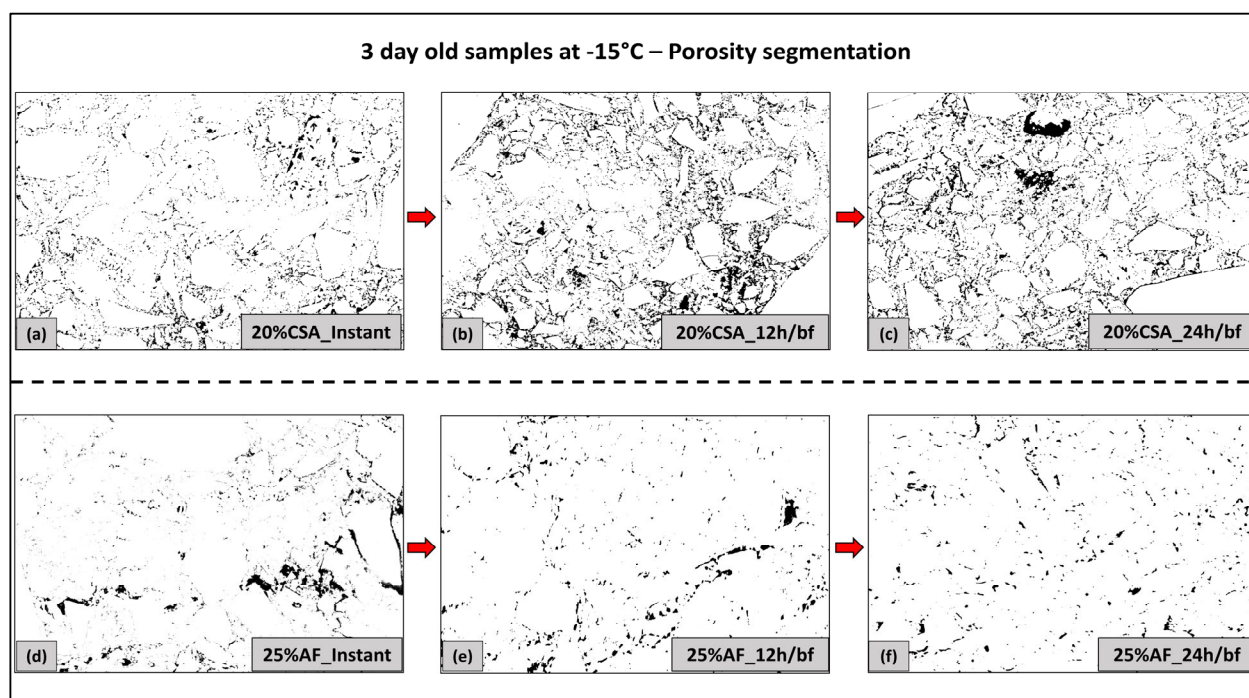 3 day old samples at -15°C – Porosity segmentation
(a) 20%CSA_Instant
(b) 20%CSA_12h/bf
(c) 20%CSA_24h/bf
(d) 25%AF_Instant
(e) 25%AF_12h/bf
(f) 25%AF_24h/bf